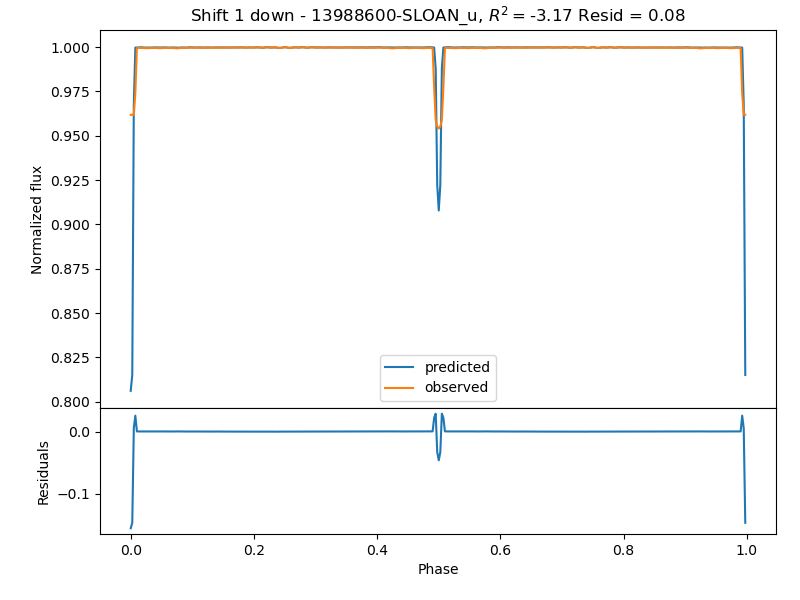 Shift 1 down - 13988600-SLOAN_u, R² = -3.17 Resid = 0.08
1.000
0.975
0.950
0.925
0.900
0.875
0.850
0.825
0.800
Normalized flux
predicted
observed
0.0
−0.1
Residuals
0.0 0.2 0.4 0.6 0.8 1.0
Phase